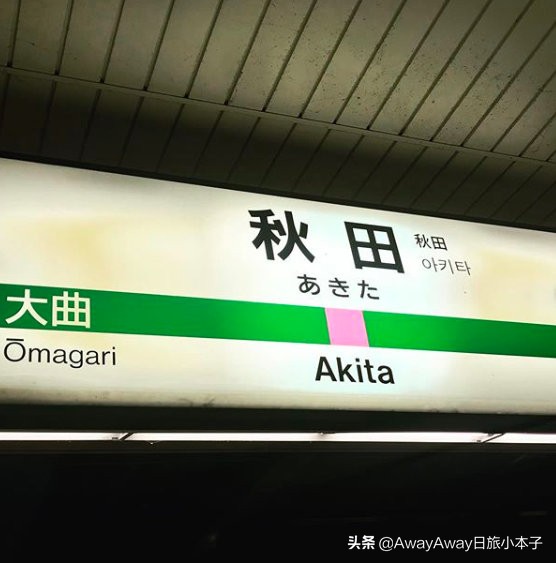 秋田
秋田
아키타
あきた
大曲
Ōmagari
Akita
头条 @AwayAway日旅小本子